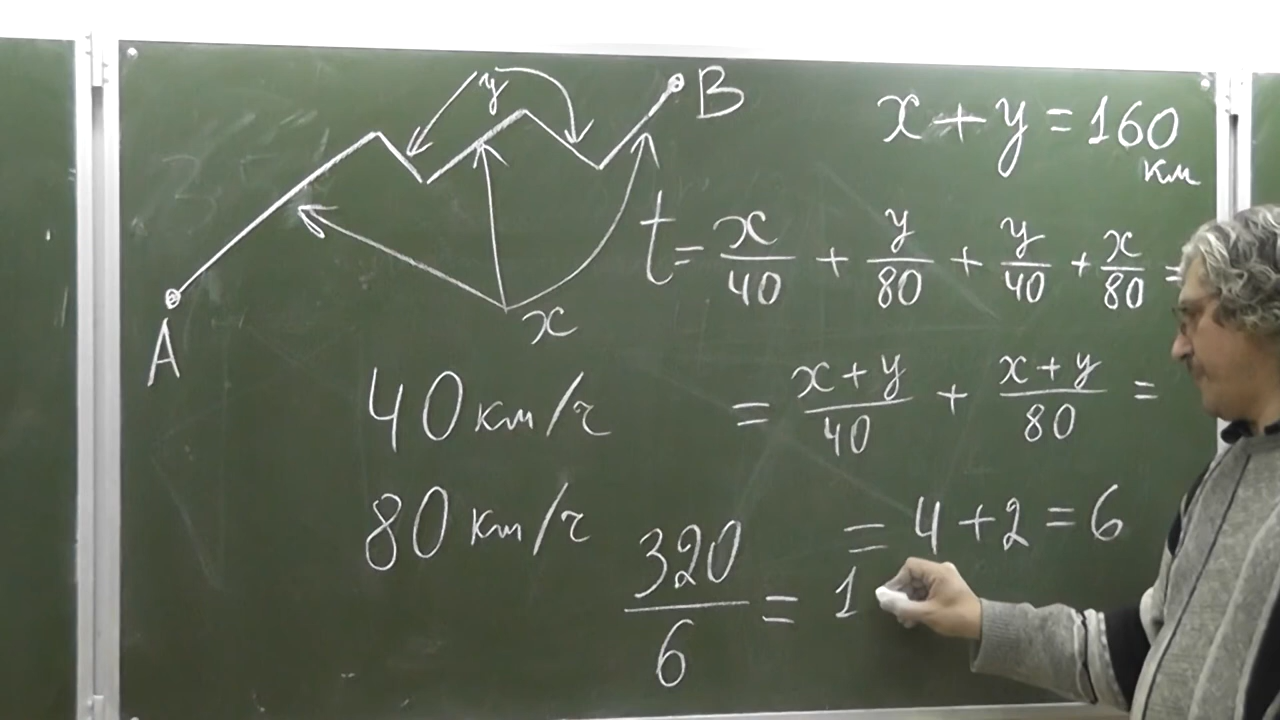 y
B
A
x
40 км/ч
80 км/ч
x + y = 160 км
t = x/40 + y/80 + y/40 + x/80 =
= (x + y)/40 + (x + y)/80 =
= 4 + 2 = 6
320/6 = 1